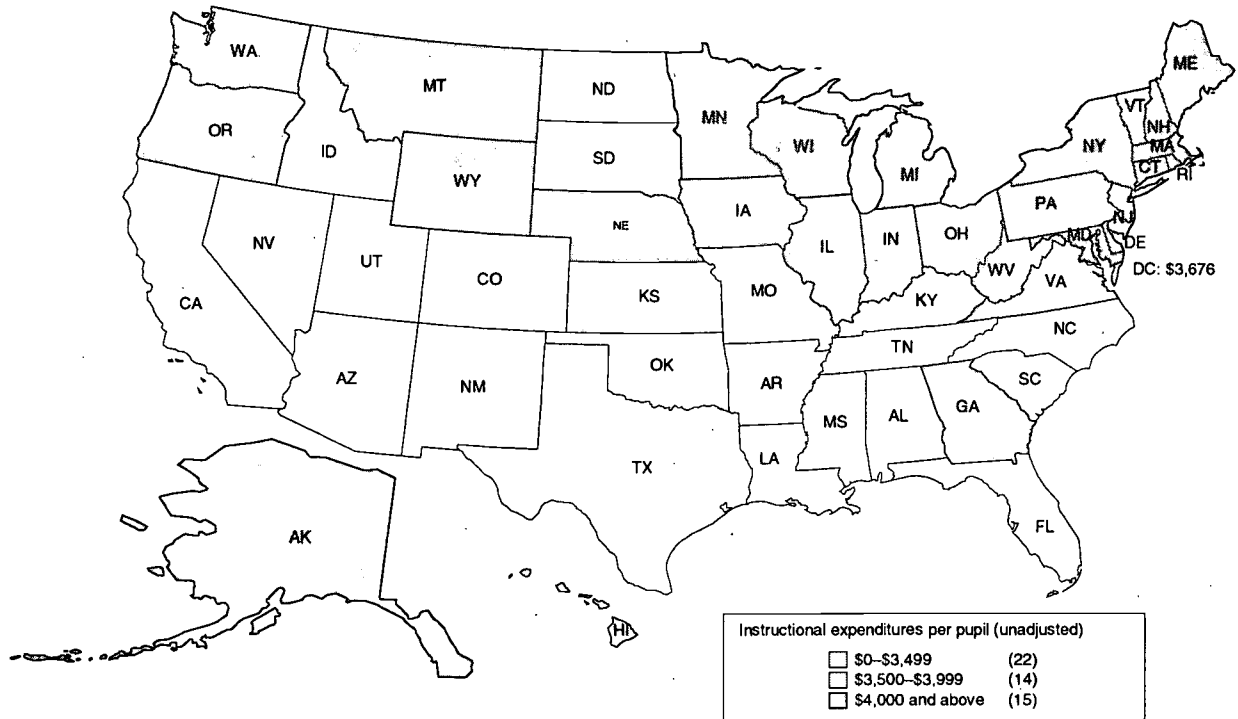 WA
MT
ND
MN
ME
VT
NH
OR
ID
SD
WI
NY
MA
WY
MI
CT
RI
IA
PA
NE
NJ
NV
UT
CO
IL
IN
OH
MD
DE
DC: $3,676
CA
KS
MO
WV
VA
KY
NC
AZ
NM
OK
TN
AR
SC
MS
AL
GA
TX
LA
FL
AK
HI
Instructional expenditures per pupil (unadjusted)
$0–$3,499 (22)
$3,500–$3,999 (14)
$4,000 and above (15)